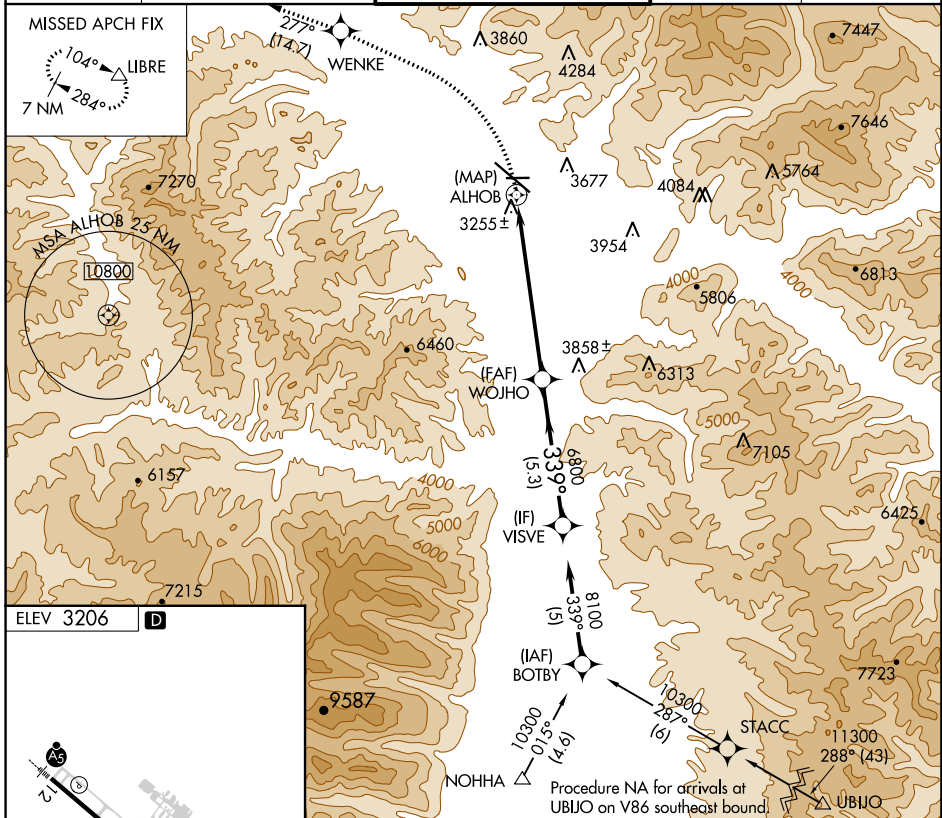 MISSED APCH FIX
104°
LIBRE
284°
7 NM
277°
(14.7)
WENKE
3860
4284
7447
7646
5764
3677
4084
(MAP)
ALHOB
3255±
3954
7270
MSA ALHOB 25 NM
10800
4000
5806
4000
6813
6460
3858±
6313
(FAF)
WOJHO
5000
7105
6157
4000
5000
6000
6800
339°
(5.3)
(IF)
VISVE
6425
7215
8100
339°
(5)
ELEV 3206
D
(IAF)
BOTBY
7723
9587
10300
287°
(6)
STACC
10300
015°
(4.6)
11300
288° (43)
NOHHA
Procedure NA for arrivals at
UBIJO on V86 southeast bound.
UBIJO
A5
P
12